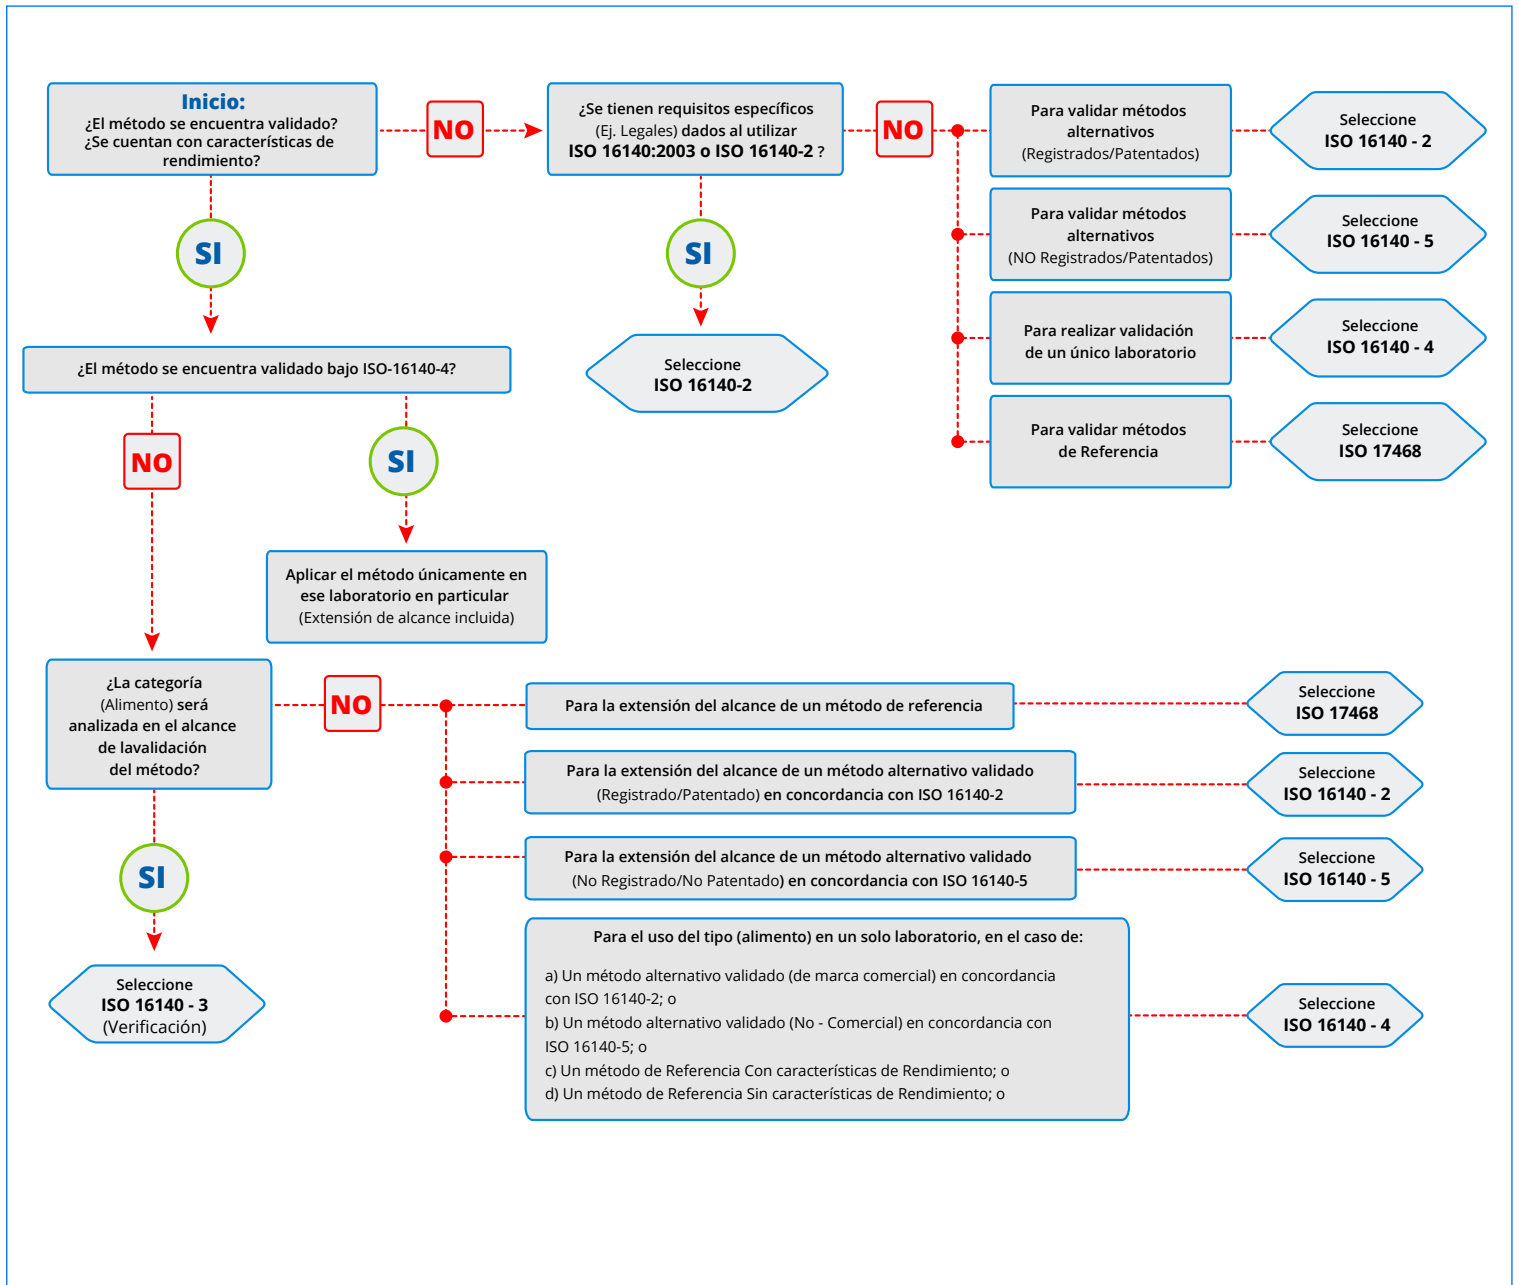 Inicio:
¿El método se encuentra validado?
¿Se cuentan con características de
rendimiento?
NO
¿Se tienen requisitos específicos
(Ej. Legales) dados al utilizar
ISO 16140:2003 o ISO 16140-2 ?
NO
Para validar métodos
alternativos
(Registrados/Patentados)
Seleccione
ISO 16140 - 2
Para validar métodos
alternativos
(NO Registrados/Patentados)
Seleccione
ISO 16140 - 5
Para realizar validación
de un único laboratorio
Seleccione
ISO 16140 - 4
Para validar métodos
de Referencia
Seleccione
ISO 17468
SI
Seleccione
ISO 16140-2
SI
¿El método se encuentra validado bajo ISO-16140-4?
NO
SI
Aplicar el método únicamente en
ese laboratorio en particular
(Extensión de alcance incluida)
¿La categoría
(Alimento) será
analizada en el alcance
de lavalidación
del método?
NO
Para la extensión del alcance de un método de referencia
Seleccione
ISO 17468
Para la extensión del alcance de un método alternativo validado
(Registrado/Patentado) en concordancia con ISO 16140-2
Seleccione
ISO 16140 - 2
Para la extensión del alcance de un método alternativo validado
(No Registrado/No Patentado) en concordancia con ISO 16140-5
Seleccione
ISO 16140 - 5
Para el uso del tipo (alimento) en un solo laboratorio, en el caso de:
a) Un método alternativo validado (de marca comercial) en concordancia
con ISO 16140-2; o
b) Un método alternativo validado (No - Comercial) en concordancia con
ISO 16140-5; o
c) Un método de Referencia Con características de Rendimiento; o
d) Un método de Referencia Sin características de Rendimiento; o
Seleccione
ISO 16140 - 4
SI
Seleccione
ISO 16140 - 3
(Verificación)